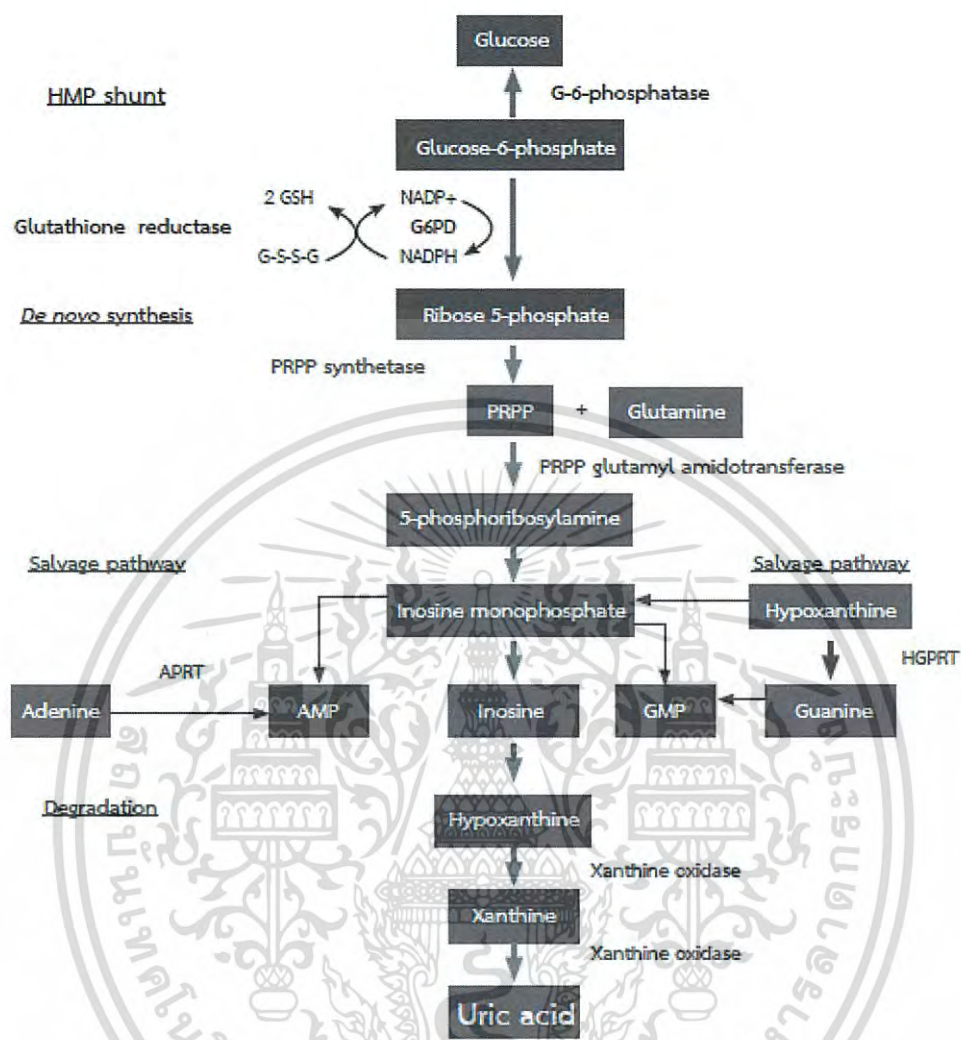 Glucose
HMP shunt
G-6-phosphatase
Glucose-6-phosphate
2 GSH
NADP+
Glutathione reductase
G6PD
G-S-S-G
NADPH
De novo synthesis
Ribose 5-phosphate
PRPP synthetase
PRPP + Glutamine
PRPP glutamyl amidotransferase
5-phosphoribosylamine
Salvage pathway
Salvage pathway
Inosine monophosphate
Hypoxanthine
APRT
HGPRT
Adenine
AMP
Inosine
GMP
Guanine
Degradation
Hypoxanthine
Xanthine oxidase
Xanthine
Xanthine oxidase
Uric acid